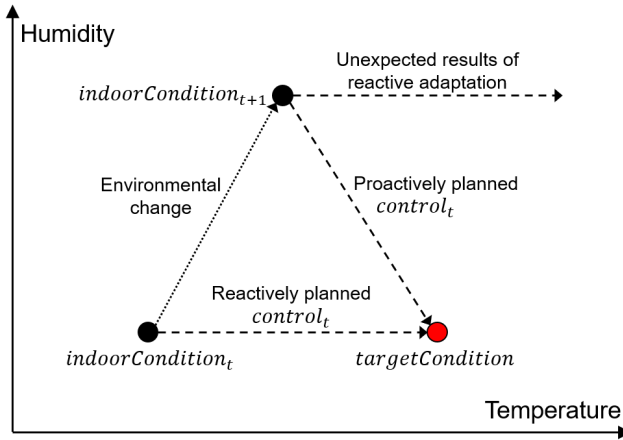 Humidity
Unexpected results of
reactive adaptation
indoorCondition_{t+1}
Environmental
change
Proactively planned
control_t
Reactively planned
control_t
indoorCondition_t
targetCondition
Temperature